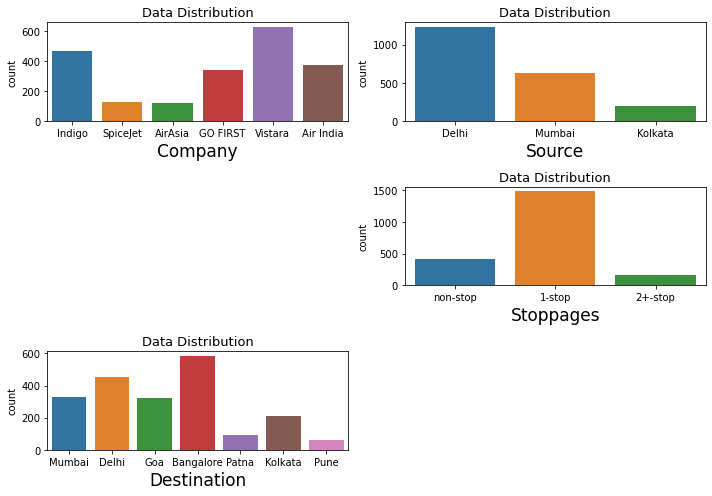 Data Distribution
600
400
200
0
count
Indigo SpiceJet AirAsia GO FIRST Vistara Air India
Company
Data Distribution
1000
500
0
count
Delhi Mumbai Kolkata
Source
Data Distribution
1500
1000
500
0
count
non-stop 1-stop 2+-stop
Stoppages
Data Distribution
600
400
200
0
count
Mumbai Delhi Goa Bangalore Patna Kolkata Pune
Destination